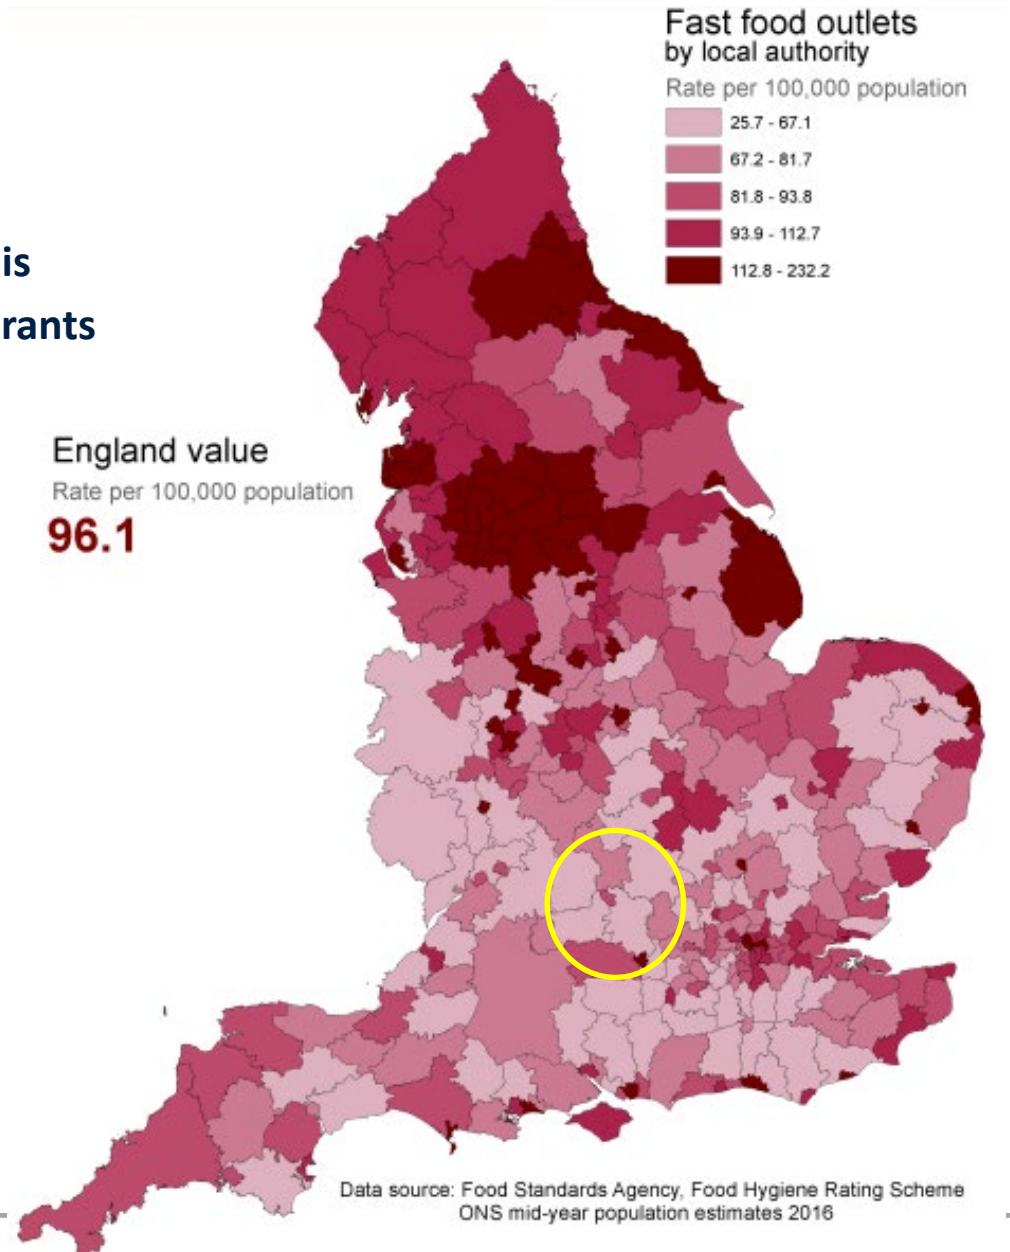 Fast food outlets
by local authority
Rate per 100,000 population
25.7 - 67.1
67.2 - 81.7
81.8 - 93.8
93.9 - 112.7
112.8 - 232.2
is
rants
England value
Rate per 100,000 population
96.1
Data source: Food Standards Agency, Food Hygiene Rating Scheme
ONS mid-year population estimates 2016